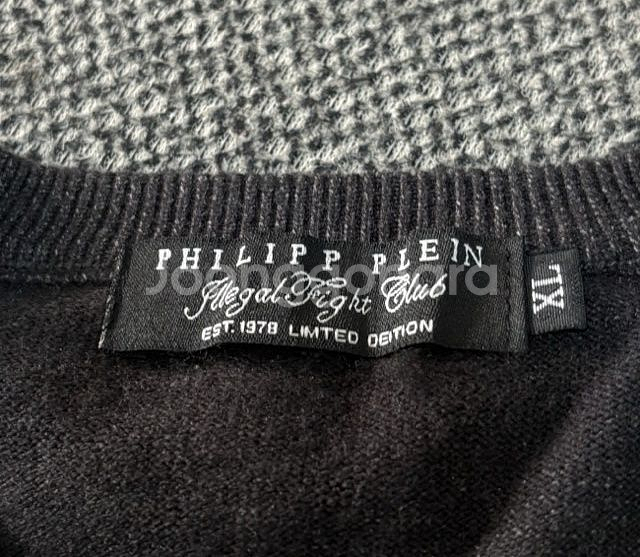 PHILIPP PLEIN
Illegal Fight Club
EST. 1978 LIMTED DEITION
XL